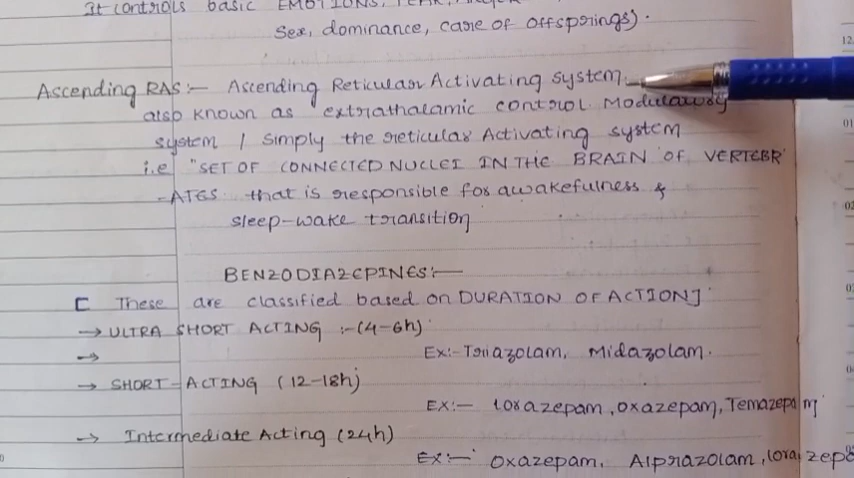 It controls basic EMOTIONS,
Sex, dominance, care of offsprings).
Ascending RAS:- Ascending Reticular Activating system.
also known as extrathalamic control Modulatory
system / simply the reticular Activating system
i.e "SET OF CONNECTED NUCLEI IN THE BRAIN OF VERTEBR
-ATES that is responsible for awakefulness &
sleep-wake transition
BENZODIAZEPINES:-
[ These are classified based on DURATION OF ACTION]
→ ULTRA SHORT ACTING :-(4-6h)
→ Ex:- Triazolam, Midazolam.
→ SHORT-ACTING (12-18h)
EX:- lorazepam, oxazepam, Temazepam
→ Intermediate Acting (24h)
EX:- Oxazepam, Alprazolam, lorazepa